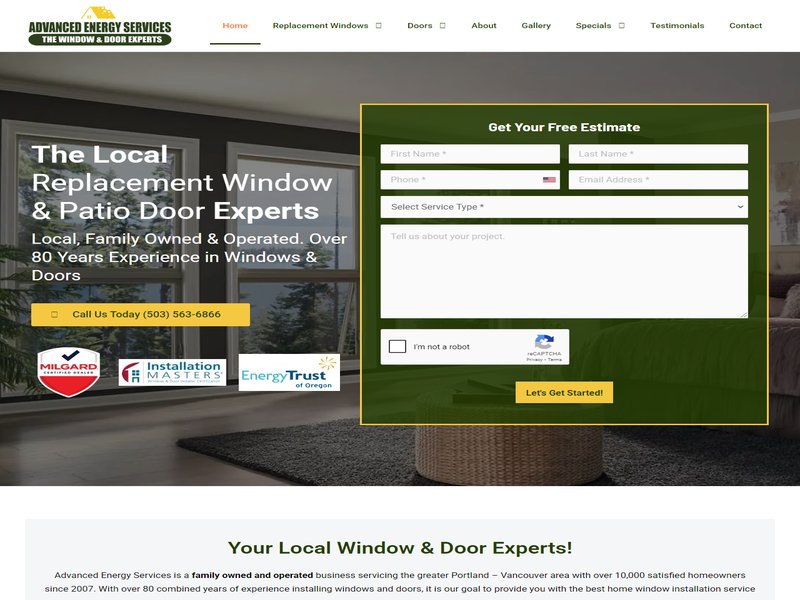 ADVANCED ENERGY SERVICES
THE WINDOW & DOOR EXPERTS
Home
Replacement Windows
Doors
About
Gallery
Specials
Testimonials
Contact
The Local
Replacement Window
& Patio Door Experts
Local, Family Owned & Operated. Over
80 Years Experience in Windows &
Doors
Call Us Today (503) 563-6866
MILGARD
CERTIFIED DEALER
Installation
MASTERS
EnergyTrust
of Oregon
Get Your Free Estimate
First Name *
Last Name *
Phone *
Email Address *
Select Service Type *
Tell us about your project.
I'm not a robot
reCAPTCHA
Privacy - Terms
Let's Get Started!
Your Local Window & Door Experts!
Advanced Energy Services is a family owned and operated business servicing the greater Portland – Vancouver area with over 10,000 satisfied homeowners
since 2007. With over 80 combined years of experience installing windows and doors, it is our goal to provide you with the best home window installation service